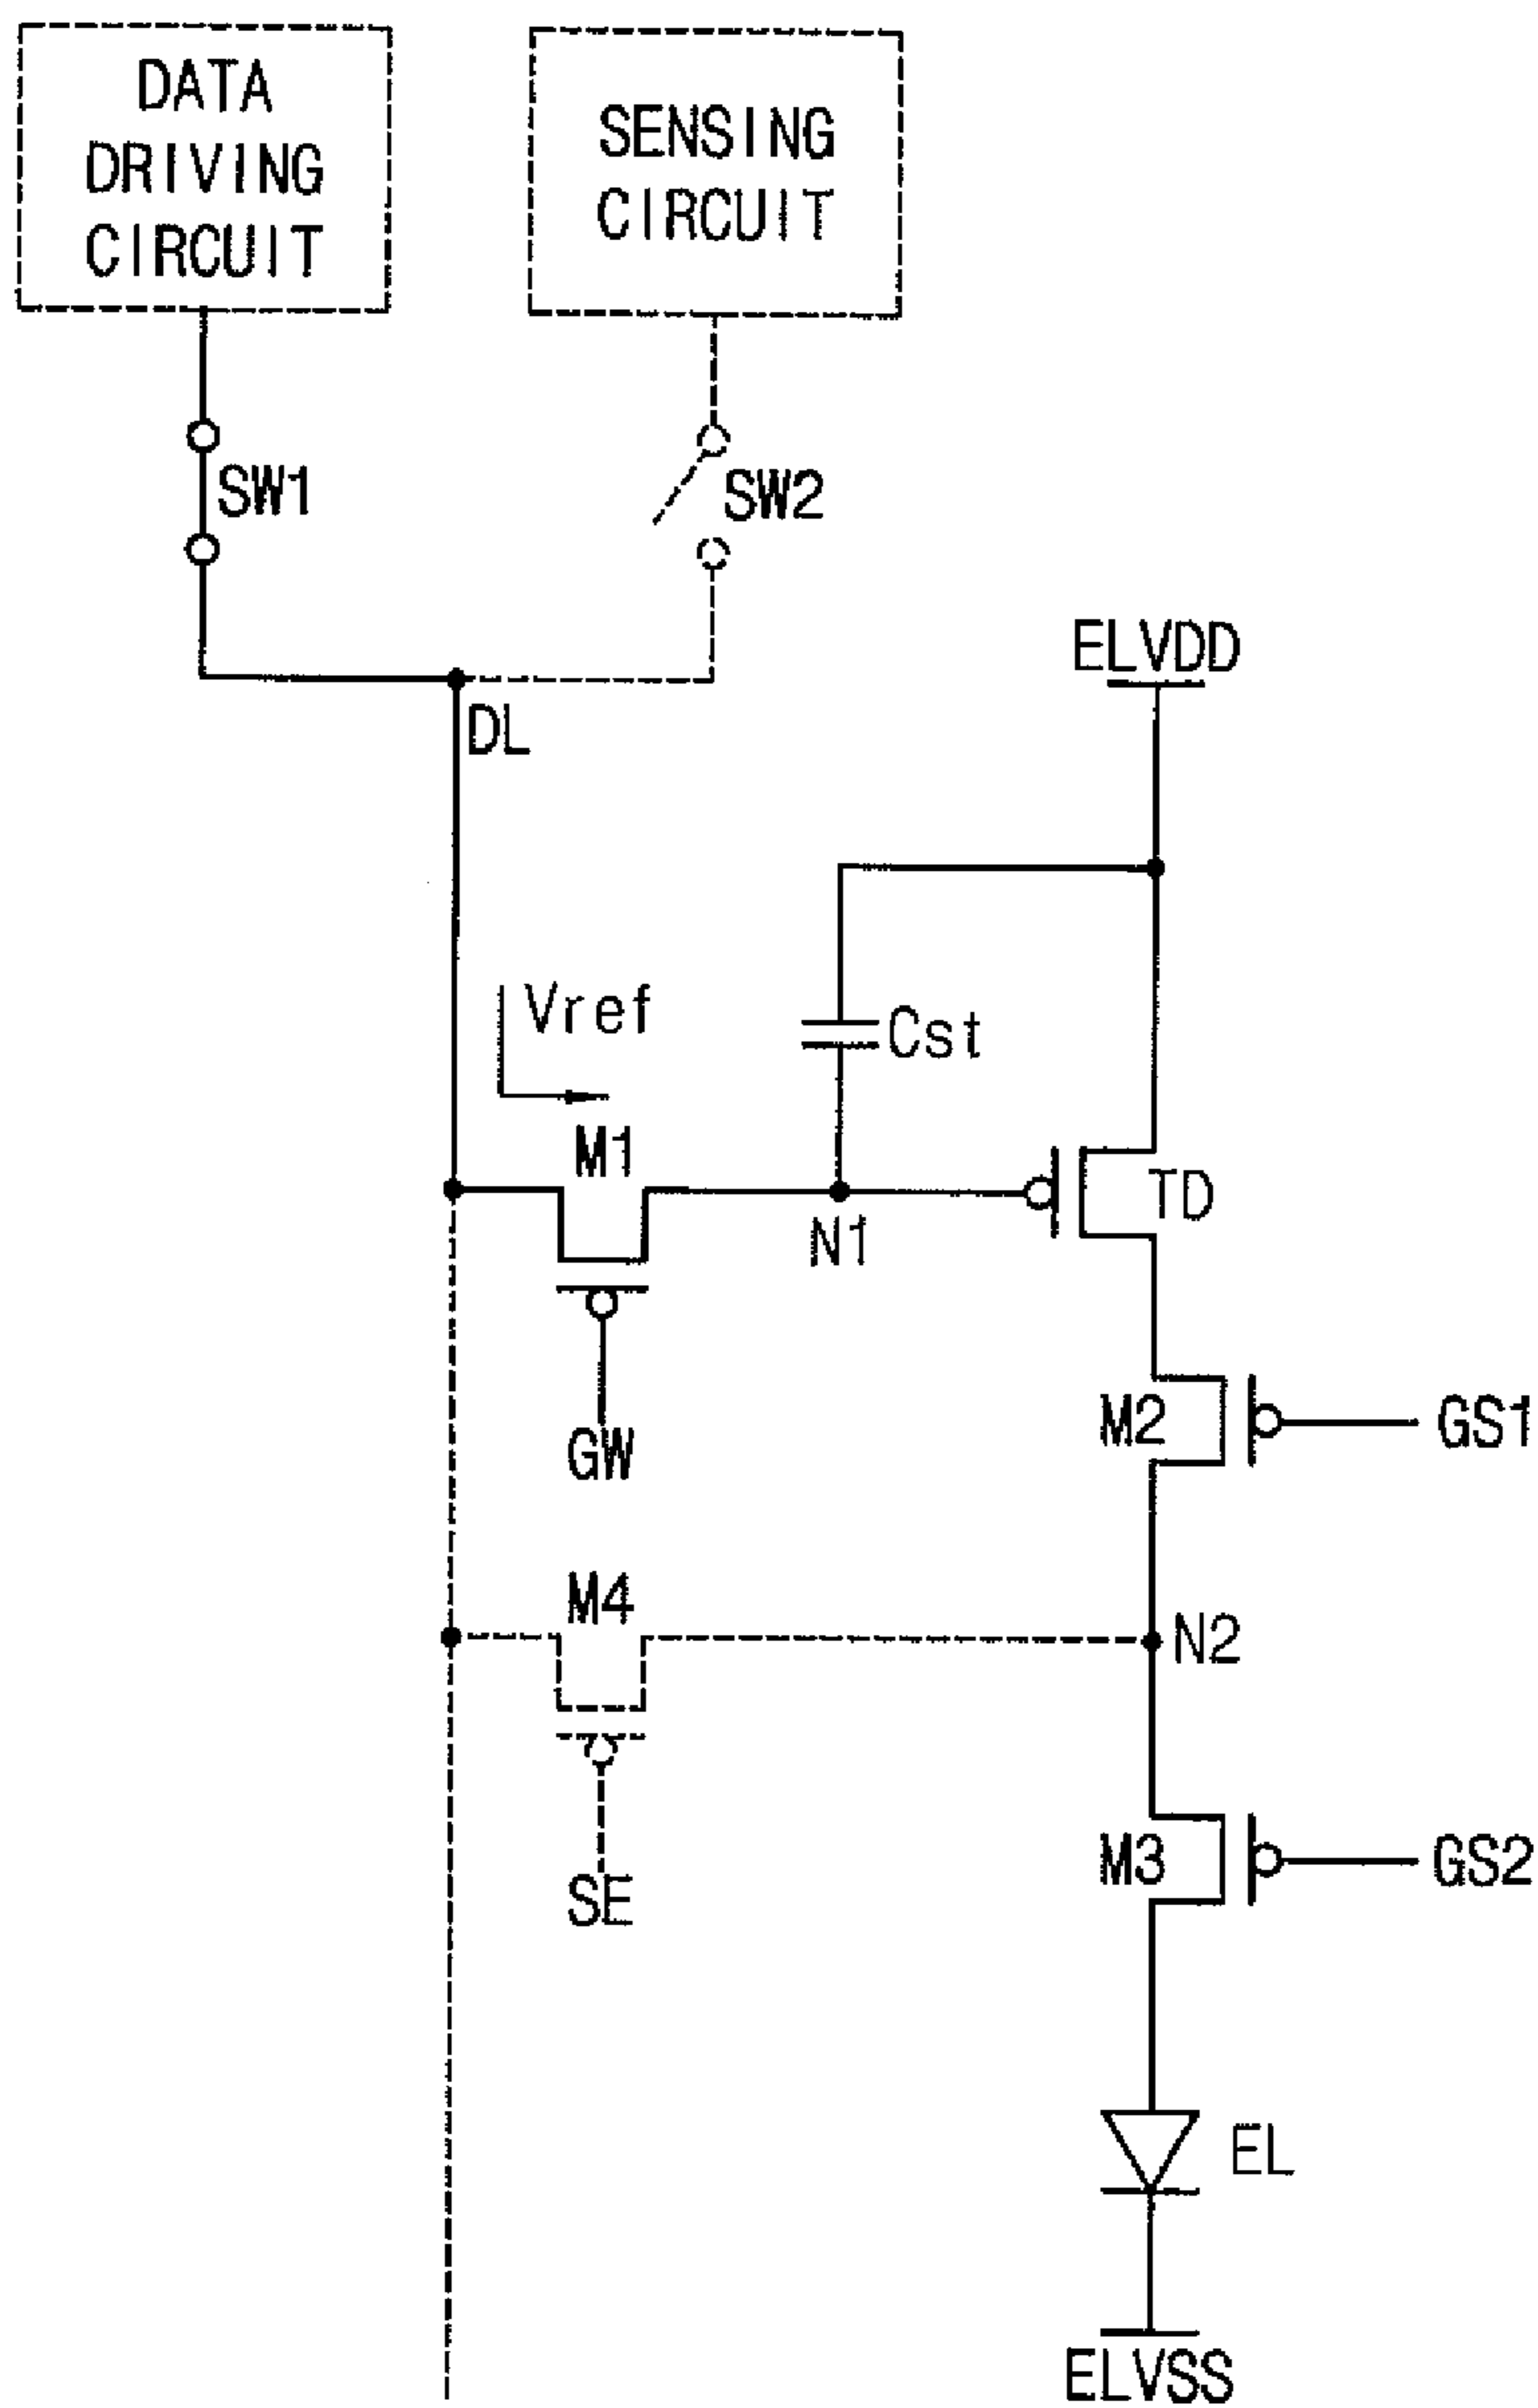 DATA
DRIVING
CIRCUIT
SENSING
CIRCUIT
SW1
SW2
ELVDD
DL
Vref
Cst
M1
TD
N1
M2
GS1
GW
M4
N2
M3
GS2
SE
EL
ELVSS